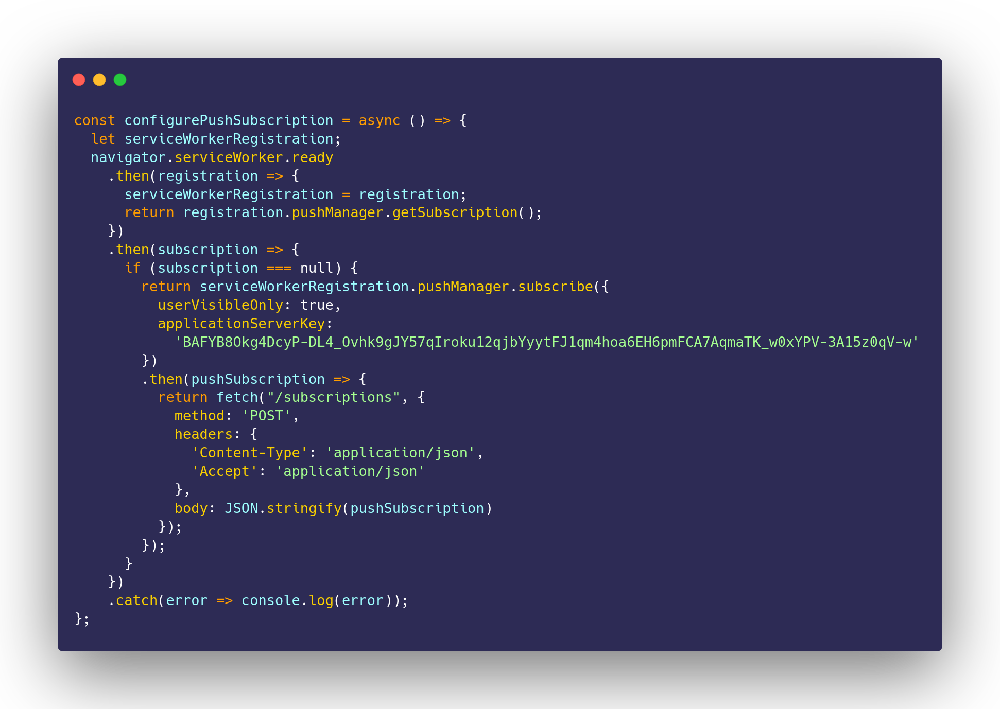 const configurePushSubscription = async () => {
  let serviceWorkerRegistration;
  navigator.serviceWorker.ready
    .then(registration => {
      serviceWorkerRegistration = registration;
      return registration.pushManager.getSubscription();
    })
    .then(subscription => {
      if (subscription === null) {
        return serviceWorkerRegistration.pushManager.subscribe({
          userVisibleOnly: true,
          applicationServerKey:
            'BAFYB8Okg4DcyP-DL4_Ovhk9gJY57qIroku12qjbYyytFJ1qm4hoa6EH6pmFCA7AqmaTK_w0xYPV-3A15z0qV-w'
        })
        .then(pushSubscription => {
          return fetch("/subscriptions", {
            method: 'POST',
            headers: {
              'Content-Type': 'application/json',
              'Accept': 'application/json'
            },
            body: JSON.stringify(pushSubscription)
          });
        });
      }
    })
    .catch(error => console.log(error));
};